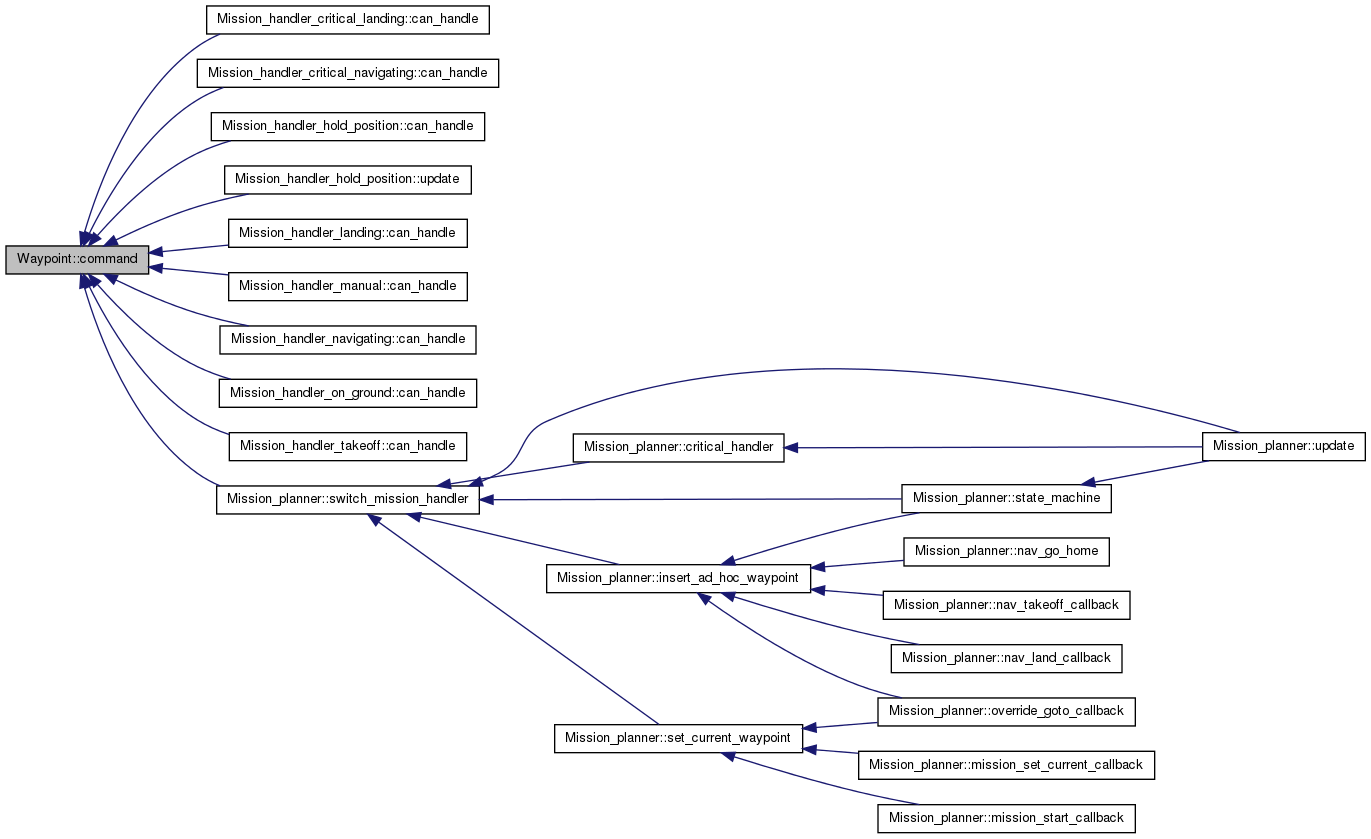 Mission_handler_critical_landing::can_handle
Mission_handler_critical_navigating::can_handle
Mission_handler_hold_position::can_handle
Mission_handler_hold_position::update
Mission_handler_landing::can_handle
Waypoint::command
Mission_handler_manual::can_handle
Mission_handler_navigating::can_handle
Mission_handler_on_ground::can_handle
Mission_handler_takeoff::can_handle
Mission_planner::critical_handler
Mission_planner::update
Mission_planner::switch_mission_handler
Mission_planner::state_machine
Mission_planner::nav_go_home
Mission_planner::insert_ad_hoc_waypoint
Mission_planner::nav_takeoff_callback
Mission_planner::nav_land_callback
Mission_planner::override_goto_callback
Mission_planner::set_current_waypoint
Mission_planner::mission_set_current_callback
Mission_planner::mission_start_callback